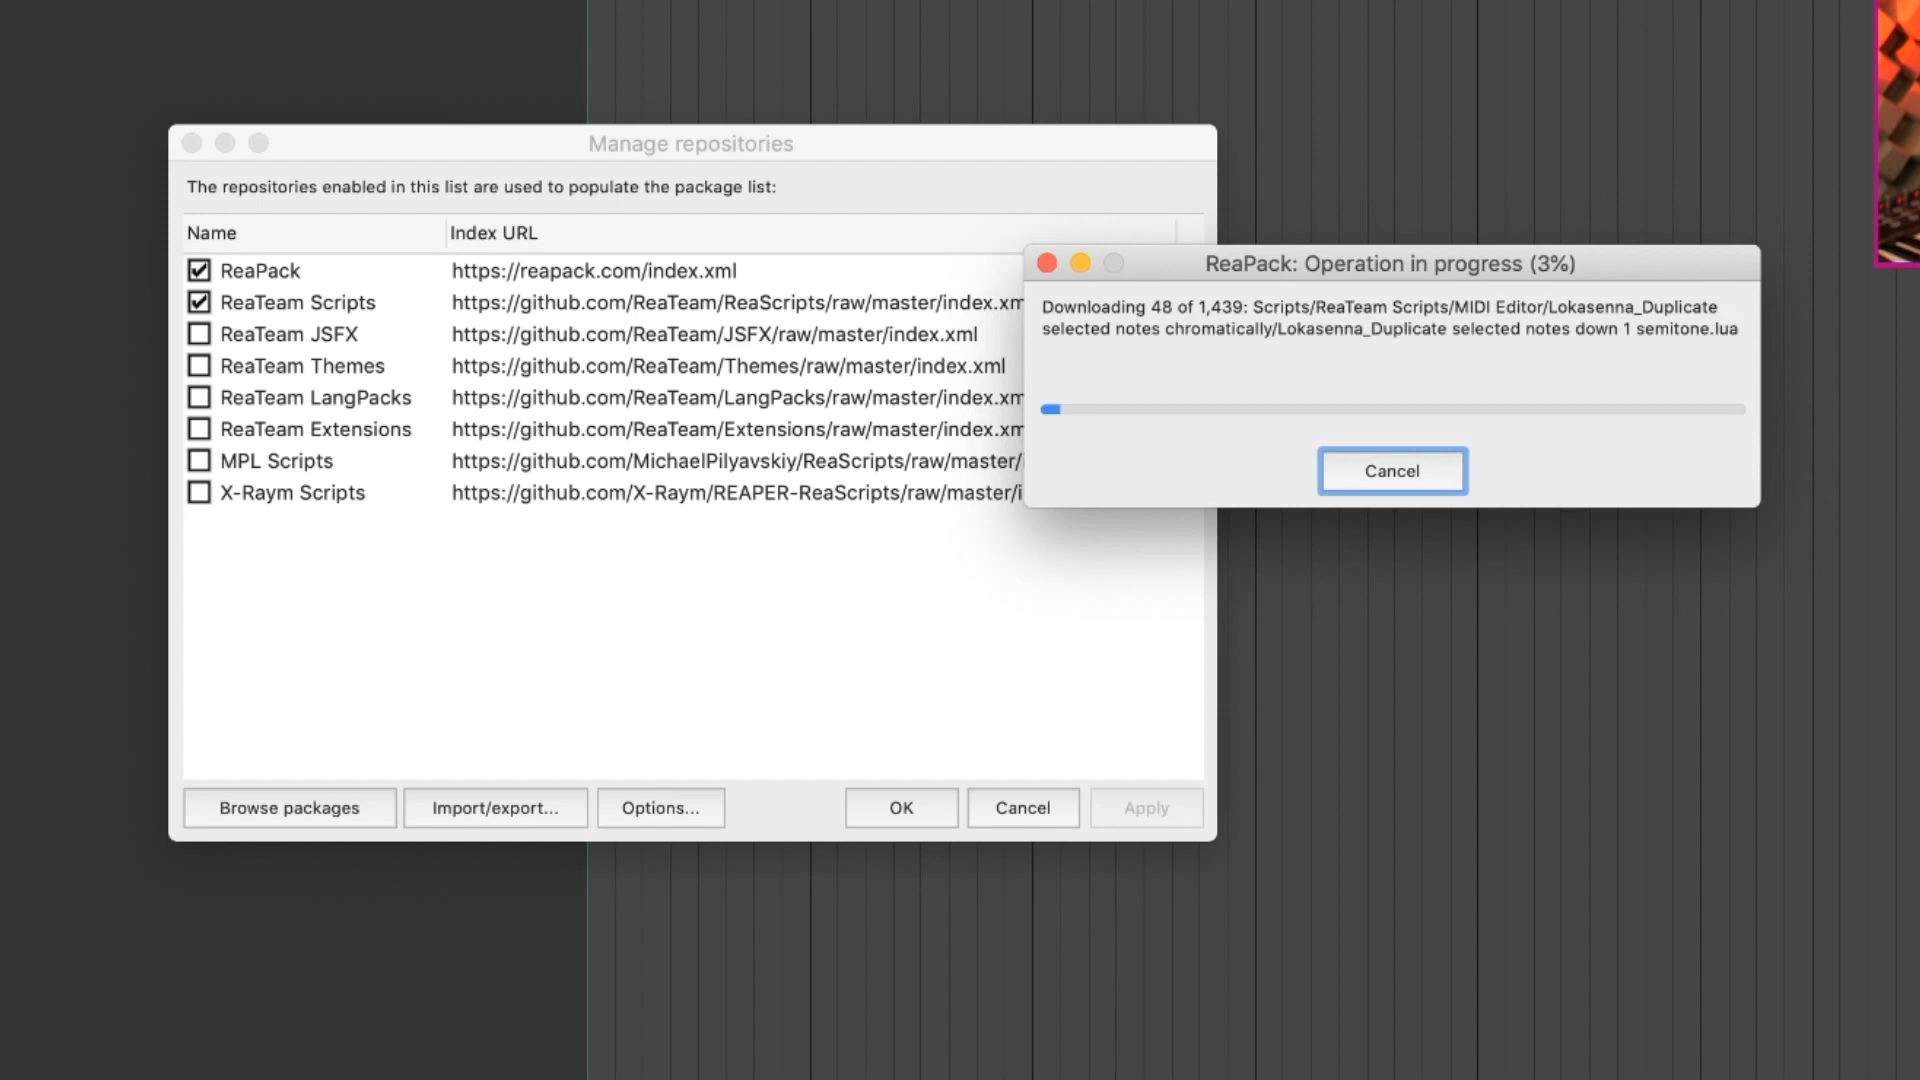 Manage repositories
The repositories enabled in this list are used to populate the package list:
Name Index URL
ReaPack https://reapack.com/index.xml
ReaTeam Scripts https://github.com/ReaTeam/ReaScripts/raw/master/index.xm
ReaTeam JSFX https://github.com/ReaTeam/JSFX/raw/master/index.xml
ReaTeam Themes https://github.com/ReaTeam/Themes/raw/master/index.xml
ReaTeam LangPacks https://github.com/ReaTeam/LangPacks/raw/master/index.xm
ReaTeam Extensions https://github.com/ReaTeam/Extensions/raw/master/index.xm
MPL Scripts https://github.com/MichaelPilyavskiy/ReaScripts/raw/master/i
X-Raym Scripts https://github.com/X-Raym/REAPER-ReaScripts/raw/master/i
Browse packages Import/export... Options... OK Cancel Apply
ReaPack: Operation in progress (3%)
Downloading 48 of 1,439: Scripts/ReaTeam Scripts/MIDI Editor/Lokasenna_Duplicate
selected notes chromatically/Lokasenna_Duplicate selected notes down 1 semitone.lua
Cancel